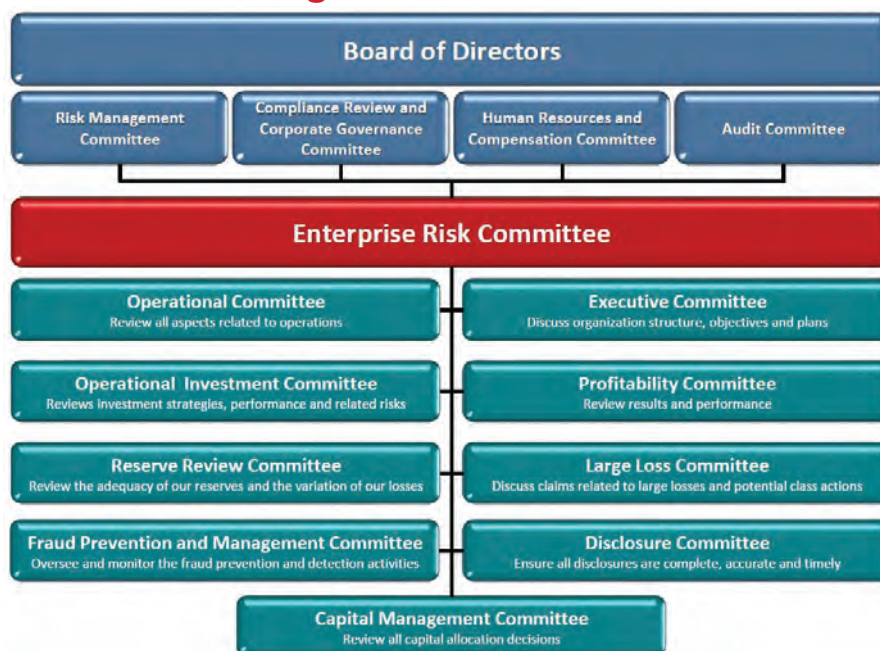 Board of Directors
Risk Management
Committee
Compliance Review and
Corporate Governance
Committee
Human Resources and
Compensation Committee
Audit Committee
Enterprise Risk Committee
Operational Committee
Review all aspects related to operations
Executive Committee
Discuss organization structure, objectives and plans
Operational Investment Committee
Reviews investment strategies, performance and related risks
Profitability Committee
Review results and performance
Reserve Review Committee
Review the adequacy of our reserves and the variation of our losses
Large Loss Committee
Discuss claims related to large losses and potential class actions
Fraud Prevention and Management Committee
Oversee and monitor the fraud prevention and detection activities
Disclosure Committee
Ensure all disclosures are complete, accurate and timely
Capital Management Committee
Review all capital allocation decisions